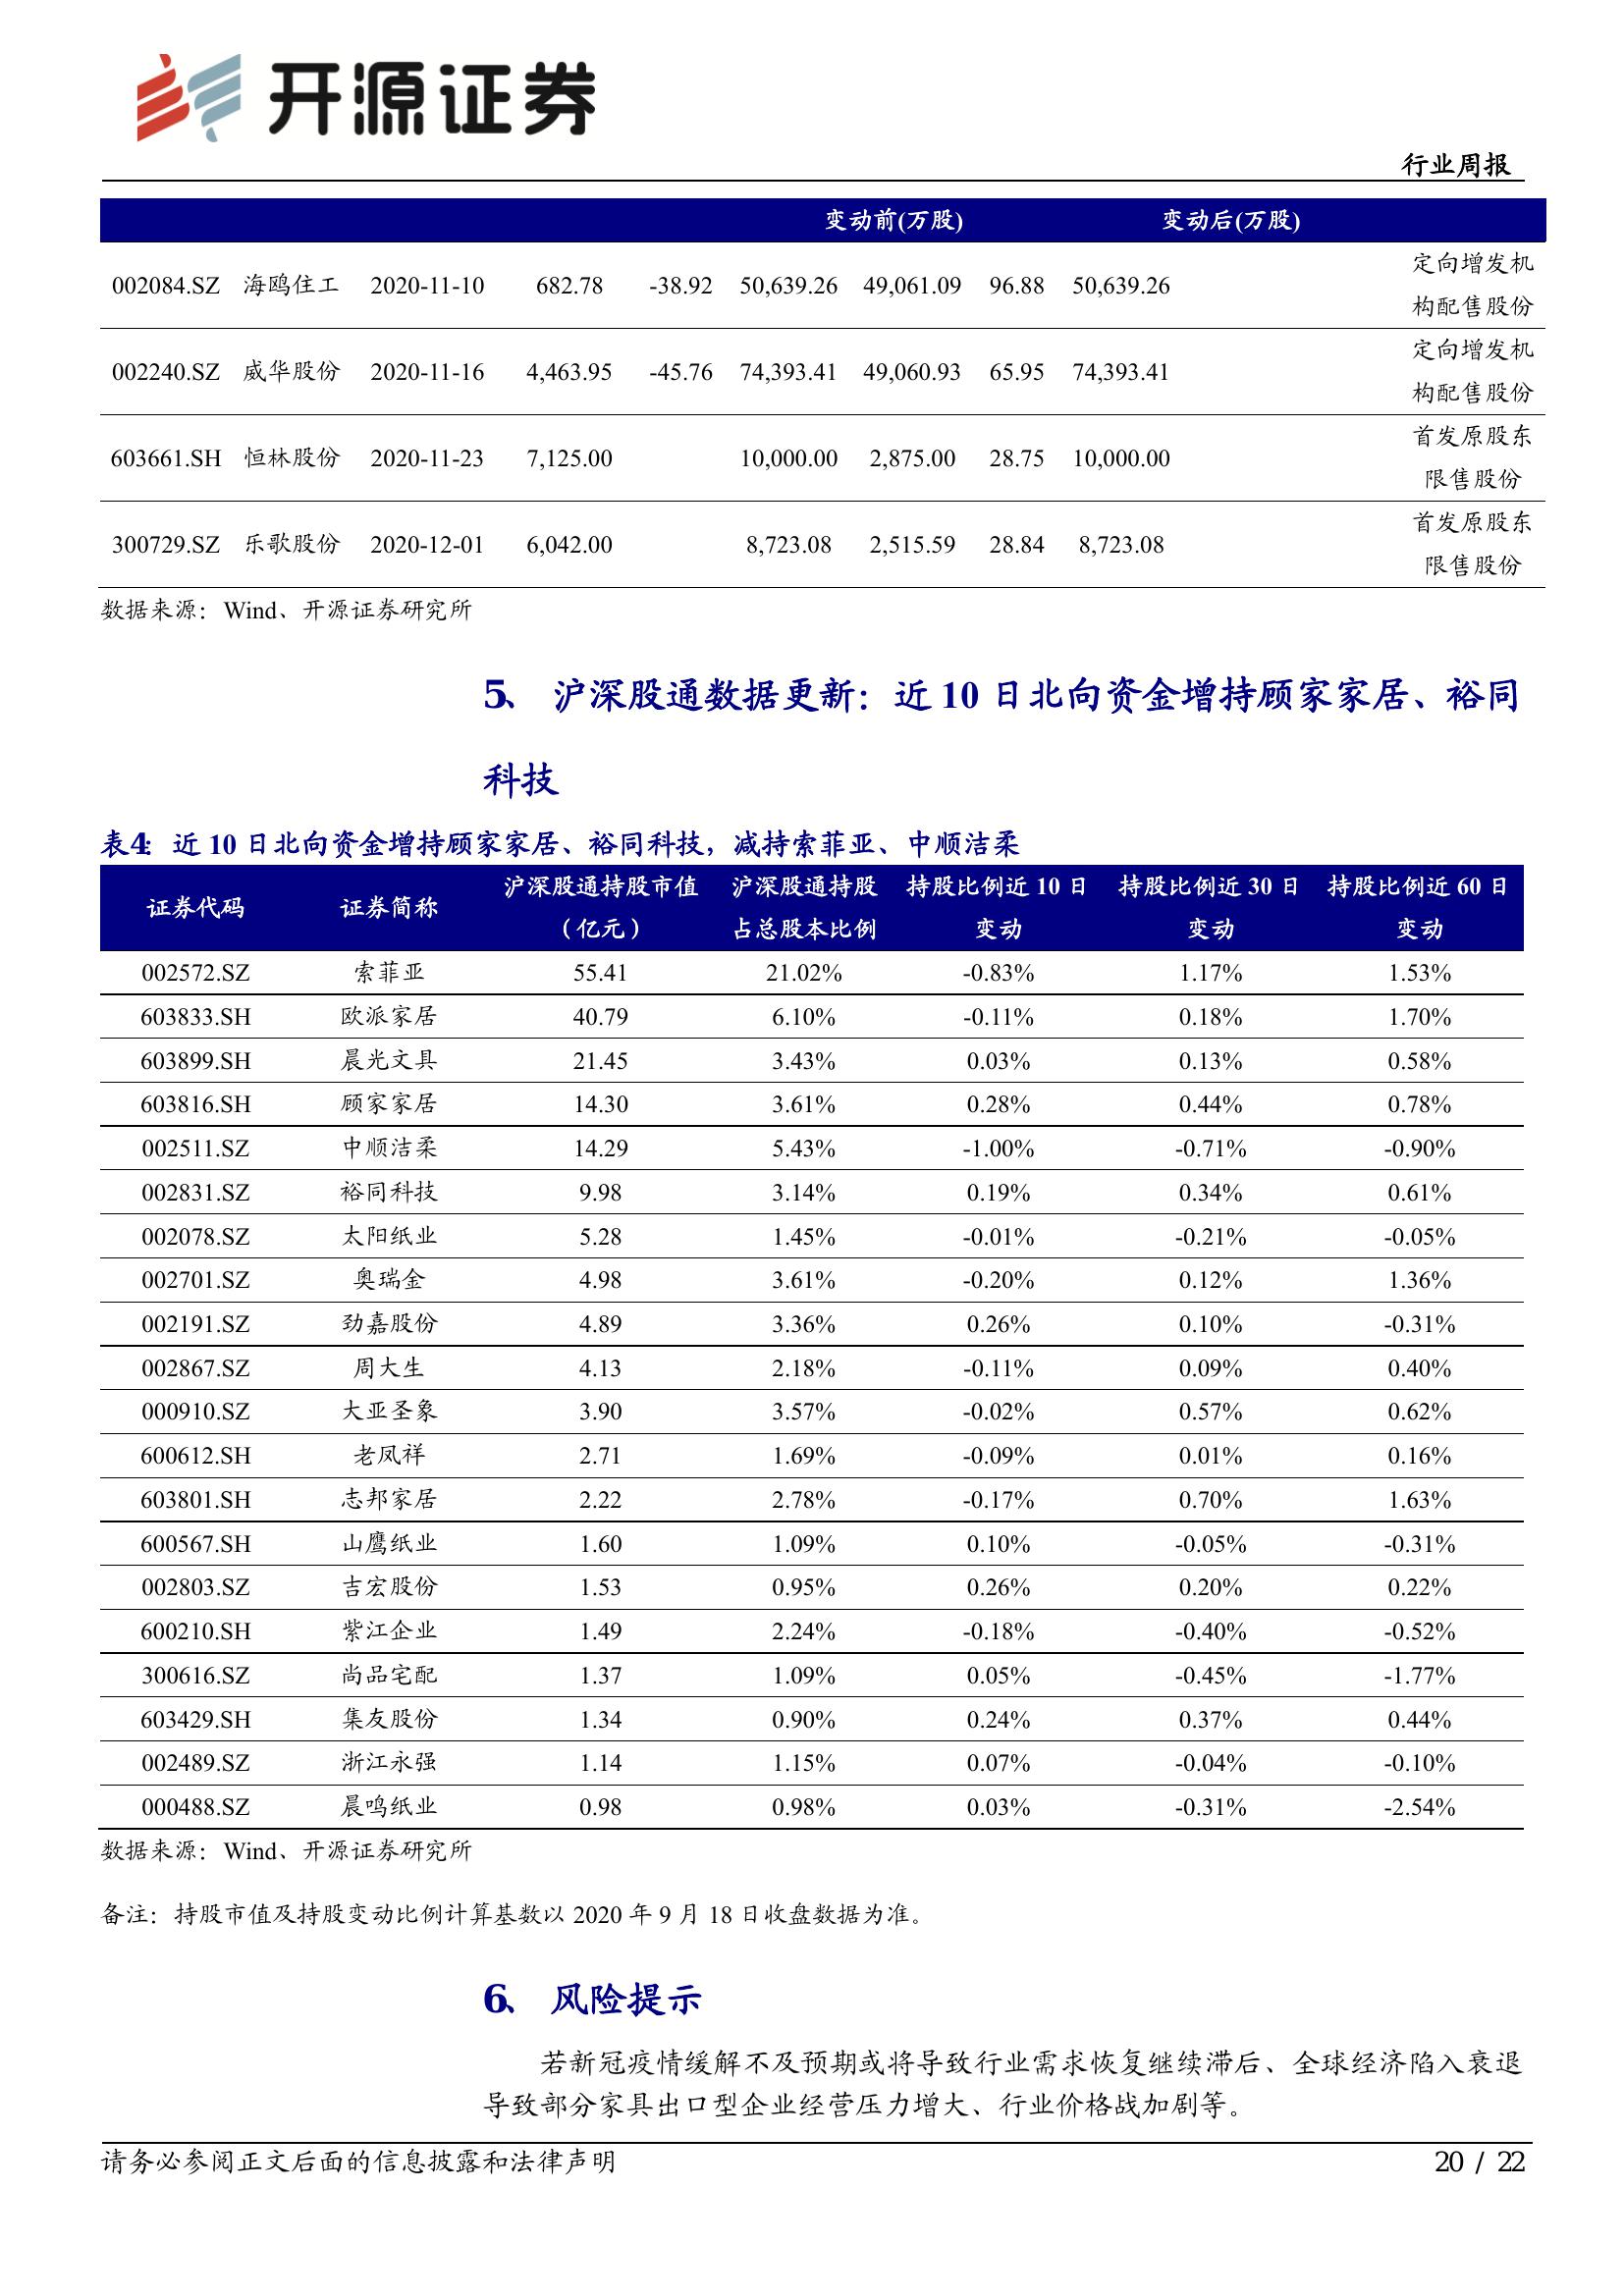 开源证券
行业周报
变动前(万股) 变动后(万股)
002084.SZ 海鸥住工 2020-11-10 682.78 -38.92 50,639.26 49,061.09 96.88 50,639.26 定向增发机
构配售股份
002240.SZ 威华股份 2020-11-16 4,463.95 -45.76 74,393.41 49,060.93 65.95 74,393.41 定向增发机
构配售股份
603661.SH 恒林股份 2020-11-23 7,125.00 10,000.00 2,875.00 28.75 10,000.00 首发原股东
限售股份
300729.SZ 乐歌股份 2020-12-01 6,042.00 8,723.08 2,515.59 28.84 8,723.08 首发原股东
限售股份
数据来源：Wind、开源证券研究所
5、 沪深股通数据更新：近 10 日北向资金增持顾家家居、裕同
科技
表4：近 10 日北向资金增持顾家家居、裕同科技，减持索菲亚、中顺洁柔
证券代码 证券简称 沪深股通持股市值 沪深股通持股 持股比例近 10 日 持股比例近 30 日 持股比例近 60 日
（亿元） 占总股本比例 变动 变动 变动
002572.SZ 索菲亚 55.41 21.02% -0.83% 1.17% 1.53%
603833.SH 欧派家居 40.79 6.10% -0.11% 0.18% 1.70%
603899.SH 晨光文具 21.45 3.43% 0.03% 0.13% 0.58%
603816.SH 顾家家居 14.30 3.61% 0.28% 0.44% 0.78%
002511.SZ 中顺洁柔 14.29 5.43% -1.00% -0.71% -0.90%
002831.SZ 裕同科技 9.98 3.14% 0.19% 0.34% 0.61%
002078.SZ 太阳纸业 5.28 1.45% -0.01% -0.21% -0.05%
002701.SZ 奥瑞金 4.98 3.61% -0.20% 0.12% 1.36%
002191.SZ 劲嘉股份 4.89 3.36% 0.26% 0.10% -0.31%
002867.SZ 周大生 4.13 2.18% -0.11% 0.09% 0.40%
000910.SZ 大亚圣象 3.90 3.57% -0.02% 0.57% 0.62%
600612.SH 老凤祥 2.71 1.69% -0.09% 0.01% 0.16%
603801.SH 志邦家居 2.22 2.78% -0.17% 0.70% 1.63%
600567.SH 山鹰纸业 1.60 1.09% 0.10% -0.05% -0.31%
002803.SZ 吉宏股份 1.53 0.95% 0.26% 0.20% 0.22%
600210.SH 紫江企业 1.49 2.24% -0.18% -0.40% -0.52%
300616.SZ 尚品宅配 1.37 1.09% 0.05% -0.45% -1.77%
603429.SH 集友股份 1.34 0.90% 0.24% 0.37% 0.44%
002489.SZ 浙江永强 1.14 1.15% 0.07% -0.04% -0.10%
000488.SZ 晨鸣纸业 0.98 0.98% 0.03% -0.31% -2.54%
数据来源：Wind、开源证券研究所
备注：持股市值及持股变动比例计算基数以 2020 年 9 月 18 日收盘数据为准。
6、 风险提示
若新冠疫情缓解不及预期或将导致行业需求恢复继续滞后、全球经济陷入衰退
导致部分家具出口型企业经营压力增大、行业价格战加剧等。
请务必参阅正文后面的信息披露和法律声明 20 / 22